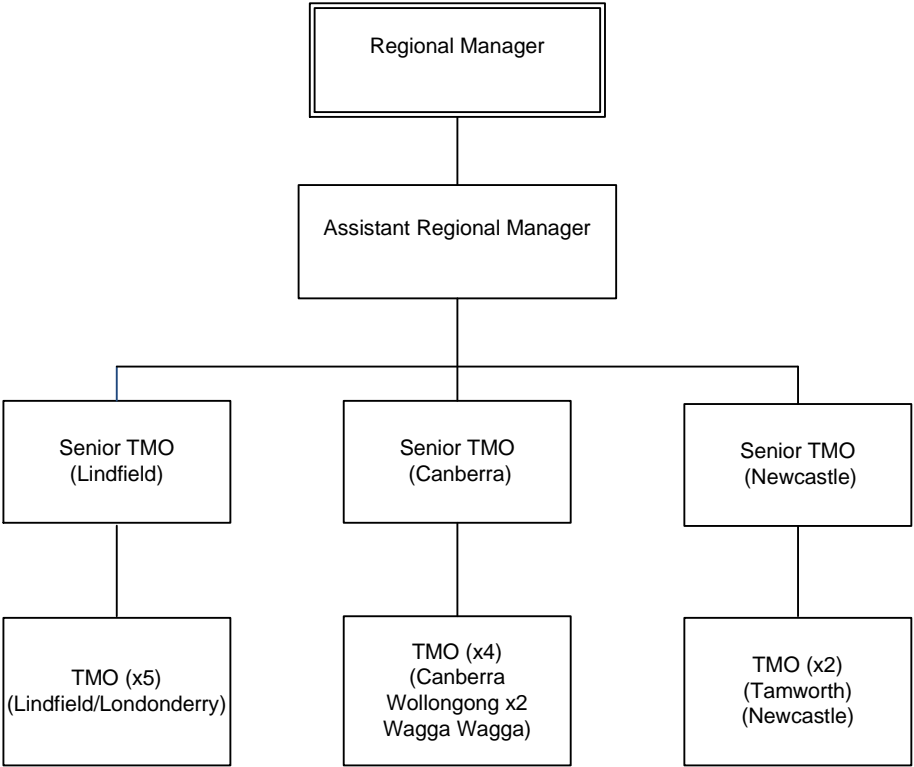 Regional Manager
Assistant Regional Manager
Senior TMO
(Lindfield)
Senior TMO
(Canberra)
Senior TMO
(Newcastle)
TMO (x5)
(Lindfield/Londonderry)
TMO (x4)
(Canberra
Wollongong x2
Wagga Wagga)
TMO (x2)
(Tamworth)
(Newcastle)